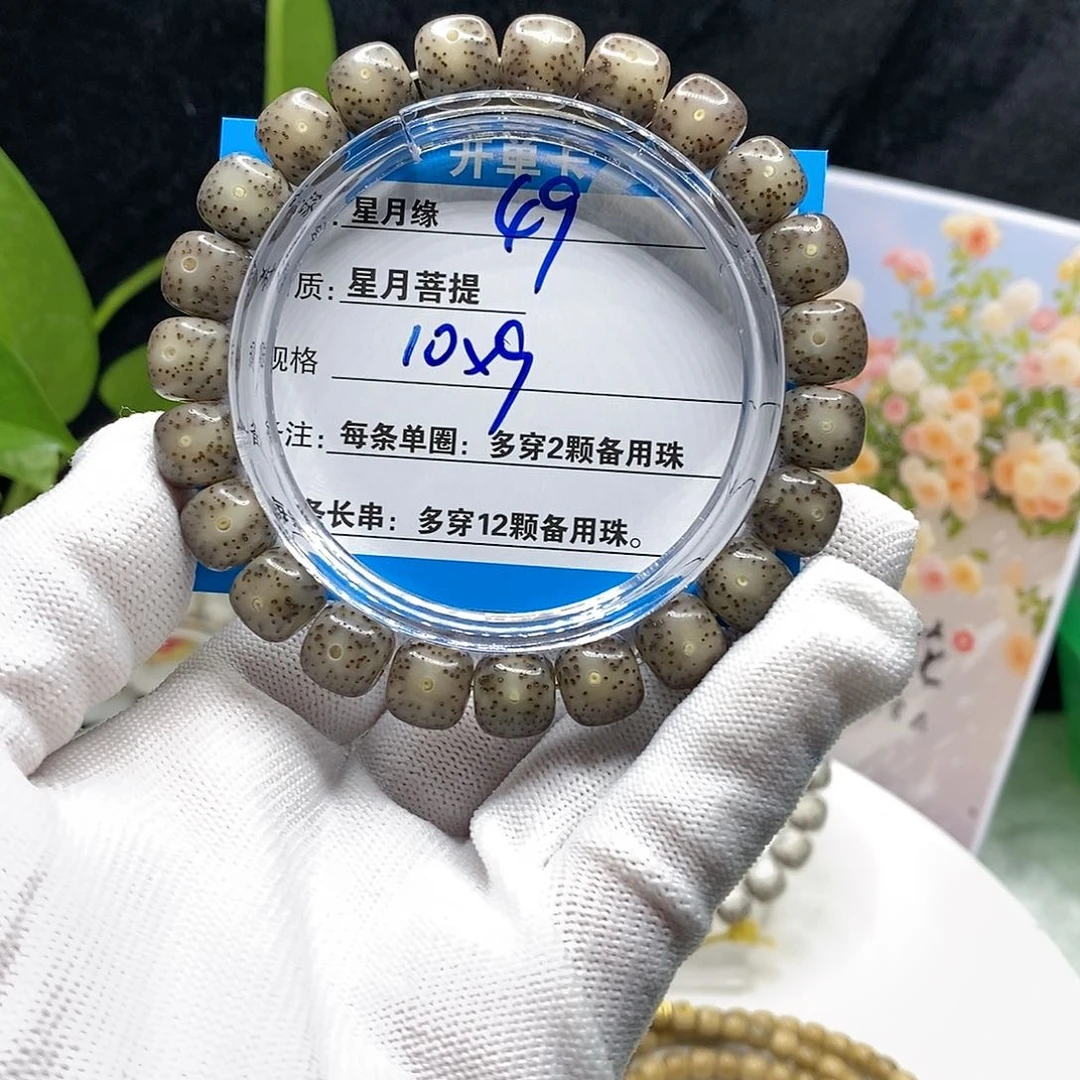 开单卡
星月缘 69
质: 星月菩提
规格 10x9
注: 每条单圈: 多穿2颗备用珠
条长串: 多穿12颗备用珠。